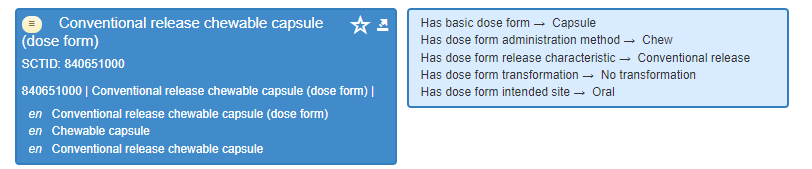 Conventional release chewable capsule
(dose form)
SCTID: 840651000
840651000 | Conventional release chewable capsule (dose form) |
en Conventional release chewable capsule (dose form)
en Chewable capsule
en Conventional release chewable capsule
Has basic dose form → Capsule
Has dose form administration method → Chew
Has dose form release characteristic → Conventional release
Has dose form transformation → No transformation
Has dose form intended site → Oral